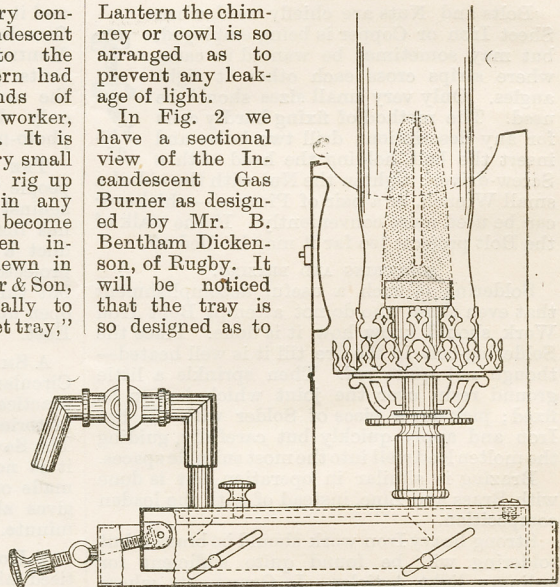 ry con-
ndescent
to the
ern had
nds of
worker,
. It is
ry small
rig up
in any
become
en in-
ewn in
r & Son,
ally to
et tray,"
Lantern the chim-
ney or cowl is so
arranged as to
prevent any leak-
age of light.
In Fig. 2 we
have a sectional
view of the In-
candescent Gas
Burner as design-
ed by Mr. B.
Bentham Dicken-
son, of Rugby. It
will be noticed
that the tray is
so designed as to